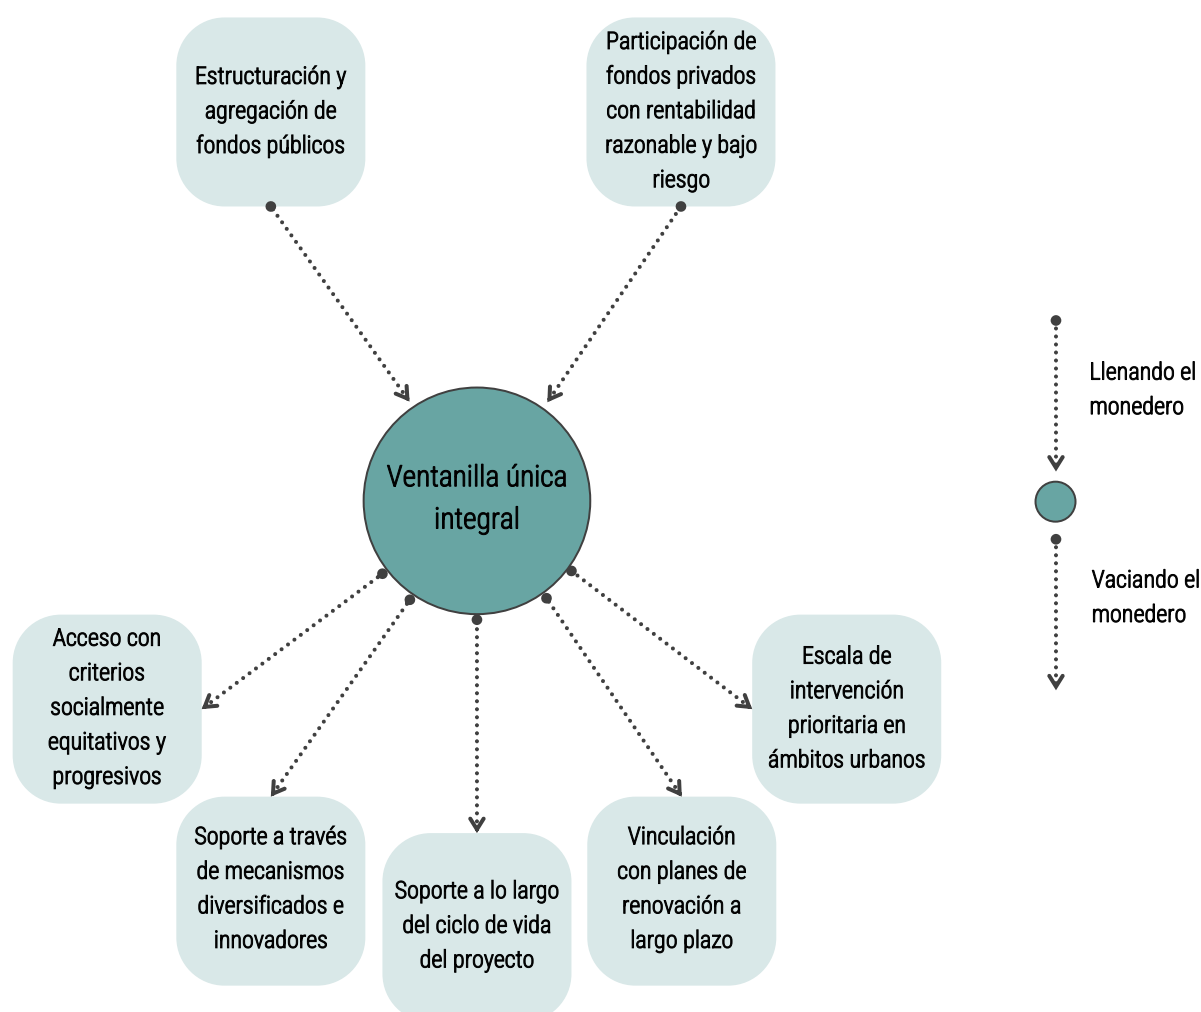 Estructuración y
agregación de
fondos públicos
Participación de
fondos privados
con rentabilidad
razonable y bajo
riesgo
Llenando el
monedero
Ventanilla única
integral
Vaciando el
monedero
Acceso con
criterios
socialmente
equitativos y
progresivos
Soporte a través
de mecanismos
diversificados e
innovadores
Soporte a lo largo
del ciclo de vida
del proyecto
Vinculación
con planes de
renovación a
largo plazo
Escala de
intervención
prioritaria en
ámbitos urbanos